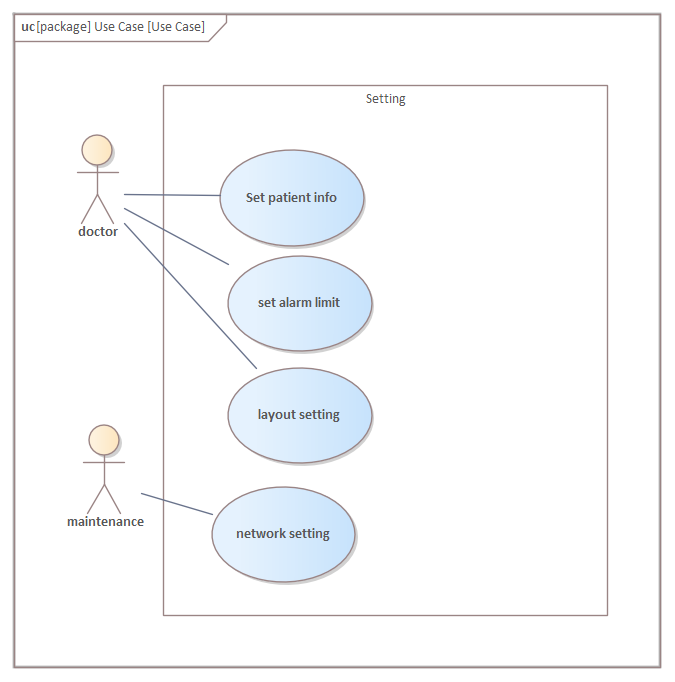 uc[package] Use Case [Use Case]
Setting
Set patient info
doctor
set alarm limit
layout setting
maintenance
network setting